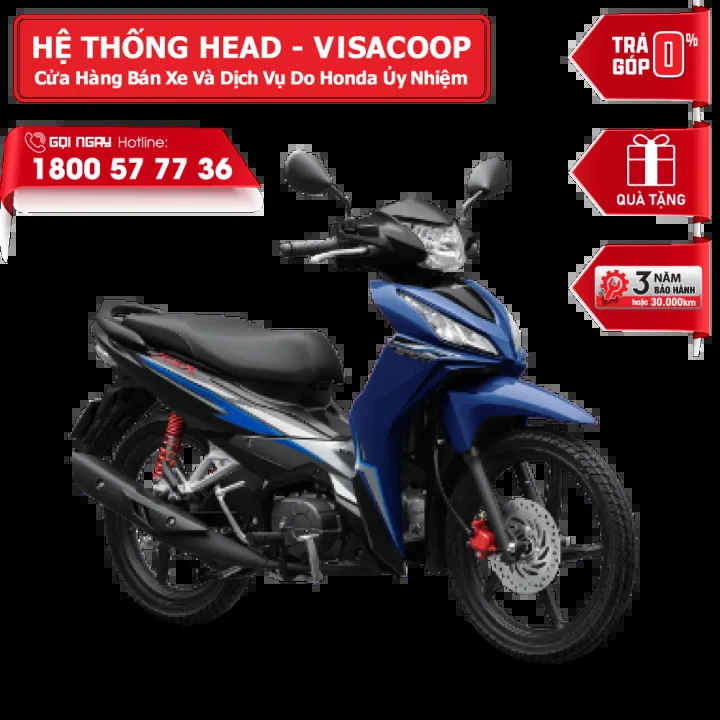 HỆ THỐNG HEAD - VISACOOP
Cửa Hàng Bán Xe Và Dịch Vụ Do Honda Ủy Nhiệm
GỌI NGAY Hotline:
1800 57 77 36
TRẢ
GÓP 0%
QUÀ TẶNG
3 NĂM
BẢO HÀNH
hoặc 30.000km